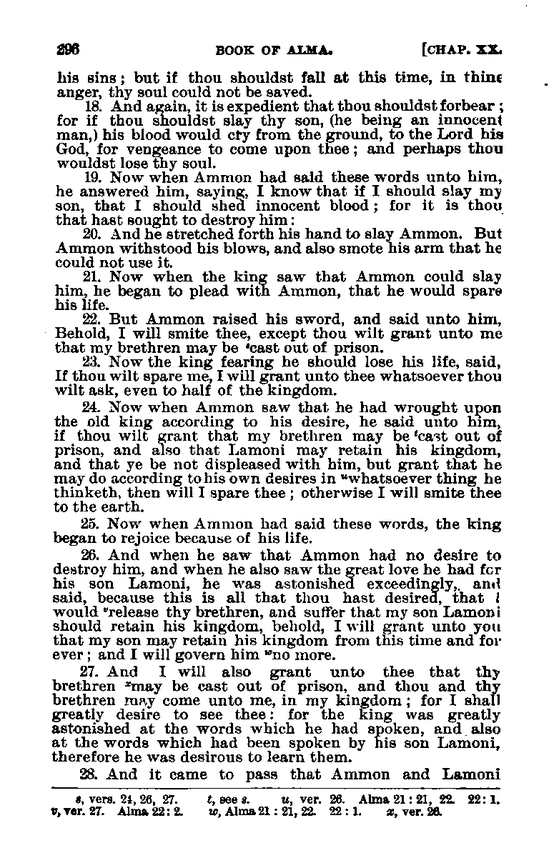 296 BOOK OF ALMA. [CHAP. XX.
his sins; but if thou shouldst fall at this time, in thine
anger, thy soul could not be saved.
18. And again, it is expedient that thou shouldst forbear;
for if thou shouldst slay thy son, (he being an innocent
man,) his blood would cry from the ground, to the Lord his
God, for vengeance to come upon thee; and perhaps thou
wouldst lose thy soul.
19. Now when Ammon had said these words unto him,
he answered him, saying, I know that if I should slay my
son, that I should shed innocent blood; for it is thou
that hast sought to destroy him:
20. And he stretched forth his hand to slay Ammon. But
Ammon withstood his blows, and also smote his arm that he
could not use it.
21. Now when the king saw that Ammon could slay
him, he began to plead with Ammon, that he would spare
his life.
22. But Ammon raised his sword, and said unto him,
Behold, I will smite thee, except thou wilt grant unto me
that my brethren may be ˢcast out of prison.
23. Now the king fearing he should lose his life, said,
If thou wilt spare me, I will grant unto thee whatsoever thou
wilt ask, even to half of the kingdom.
24. Now when Ammon saw that he had wrought upon
the old king according to his desire, he said unto him,
if thou wilt grant that my brethren may be ᵗcast out of
prison, and also that Lamoni may retain his kingdom,
and that ye be not displeased with him, but grant that he
may do according to his own desires in ᵘwhatsoever thing he
thinketh, then will I spare thee; otherwise I will smite thee
to the earth.
25. Now when Ammon had said these words, the king
began to rejoice because of his life.
26. And when he saw that Ammon had no desire to
destroy him, and when he also saw the great love he had for
his son Lamoni, he was astonished exceedingly, and
said, because this is all that thou hast desired, that I
would ᵛrelease thy brethren, and suffer that my son Lamoni
should retain his kingdom, behold, I will grant unto you
that my son may retain his kingdom from this time and for
ever; and I will govern him ʷno more.
27. And I will also grant unto thee that thy
brethren ˣmay be cast out of prison, and thou and thy
brethren may come unto me, in my kingdom; for I shall
greatly desire to see thee: for the king was greatly
astonished at the words which he had spoken, and also
at the words which had been spoken by his son Lamoni,
therefore he was desirous to learn them.
28. And it came to pass that Ammon and Lamoni
s, vers. 24, 26, 27. t, see s. u, ver. 26. Alma 21:21, 22. 22:1.
v, ver. 27. Alma 22:2. w, Alma 21:21, 22. 22:1. x, ver. 26.